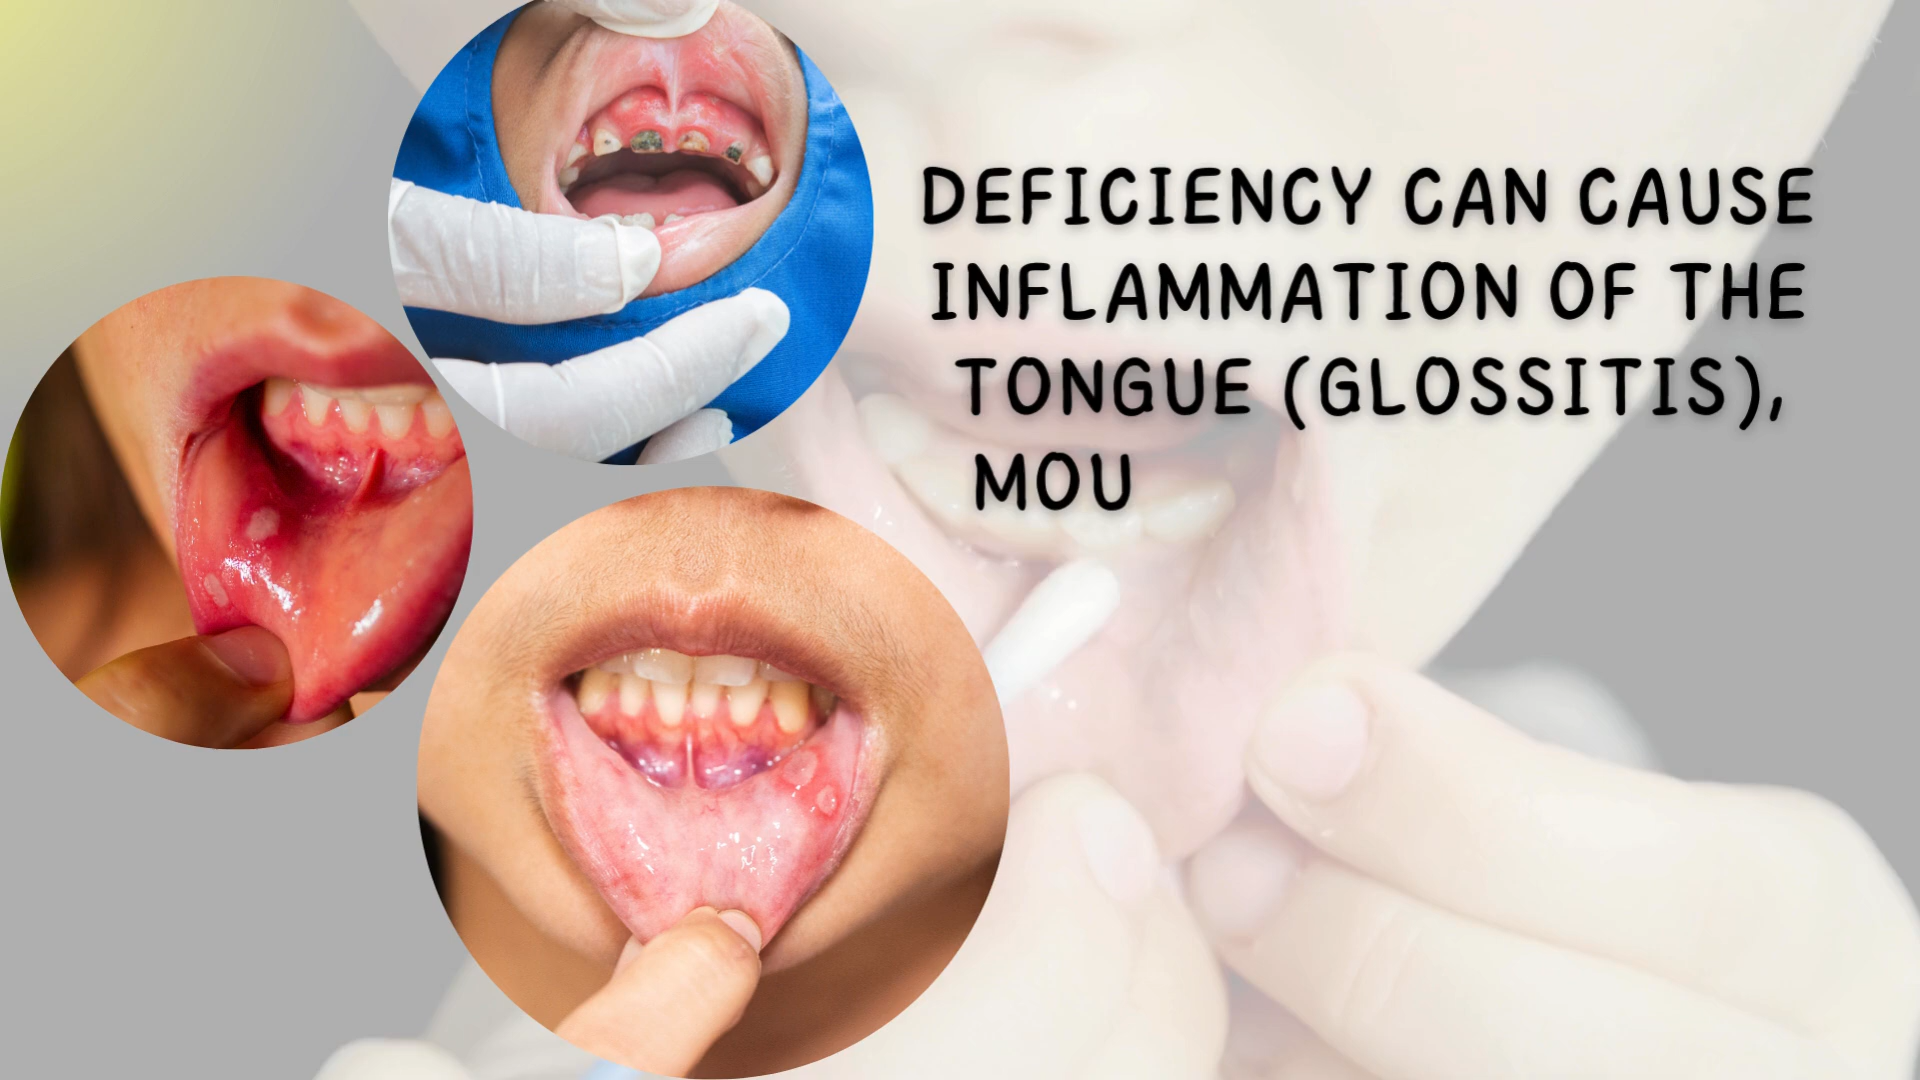 DEFICIENCY CAN CAUSE
INFLAMMATION OF THE
TONGUE (GLOSSITIS),
MOU